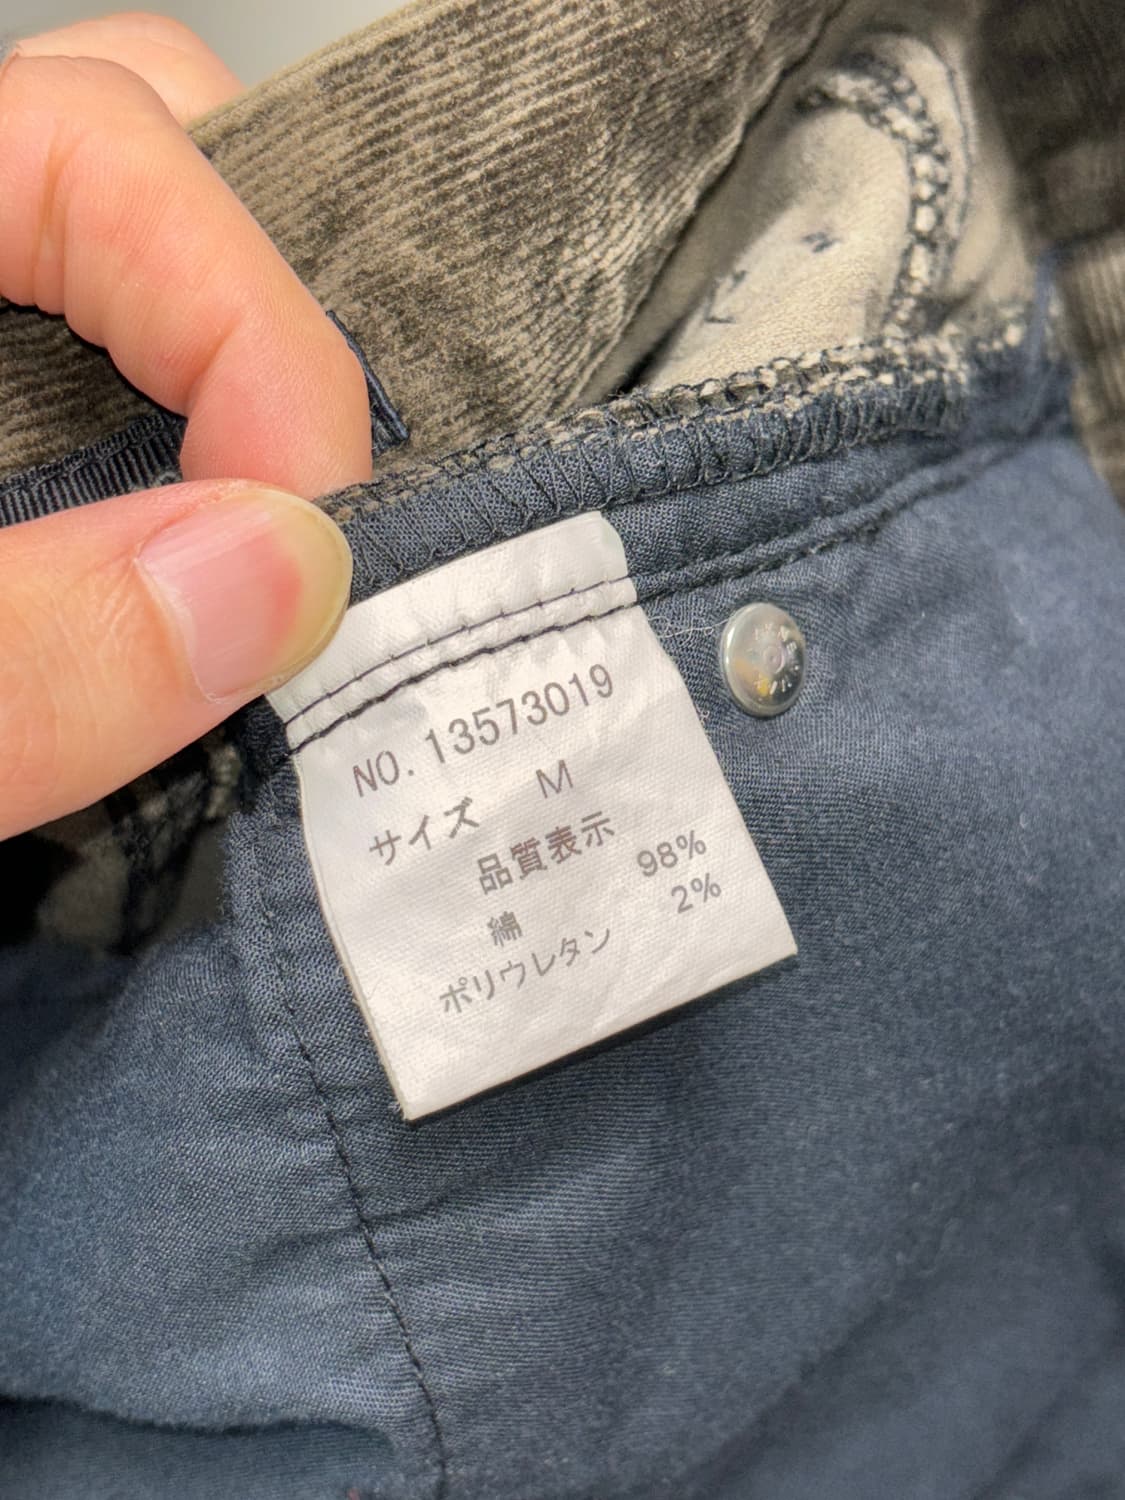 NO. 13573019
サイズ M
品質表示
綿 98%
ポリウレタン 2%